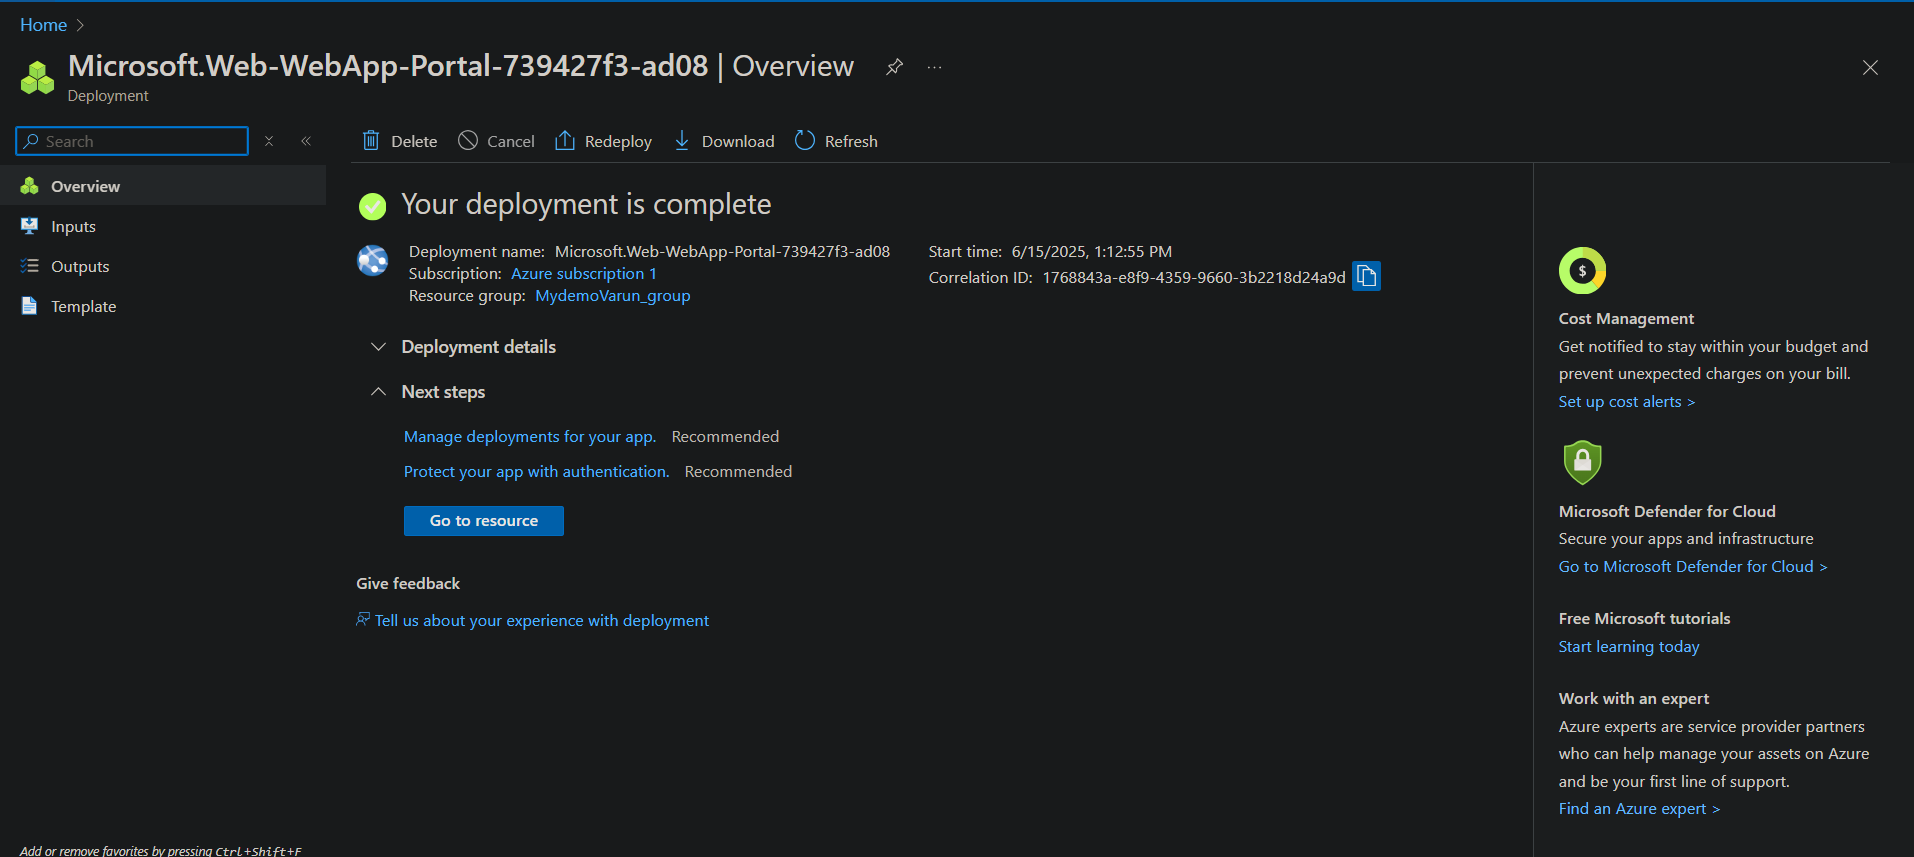 Home
Microsoft.Web-WebApp-Portal-739427f3-ad08 | Overview
Deployment
Search
Overview
Inputs
Outputs
Template
Delete
Cancel
Redeploy
Download
Refresh
Your deployment is complete
Deployment name: Microsoft.Web-WebApp-Portal-739427f3-ad08
Subscription: Azure subscription 1
Resource group: MydemoVarun_group
Start time: 6/15/2025, 1:12:55 PM
Correlation ID: 1768843a-e8f9-4359-9660-3b2218d24a9d
Deployment details
Next steps
Manage deployments for your app. Recommended
Protect your app with authentication. Recommended
Go to resource
Give feedback
Tell us about your experience with deployment
$
Cost Management
Get notified to stay within your budget and
prevent unexpected charges on your bill.
Set up cost alerts >
Microsoft Defender for Cloud
Secure your apps and infrastructure
Go to Microsoft Defender for Cloud >
Free Microsoft tutorials
Start learning today
Work with an expert
Azure experts are service provider partners
who can help manage your assets on Azure
and be your first line of support.
Find an Azure expert >
Add or remove favorites by pressing Ctrl+Shift+F